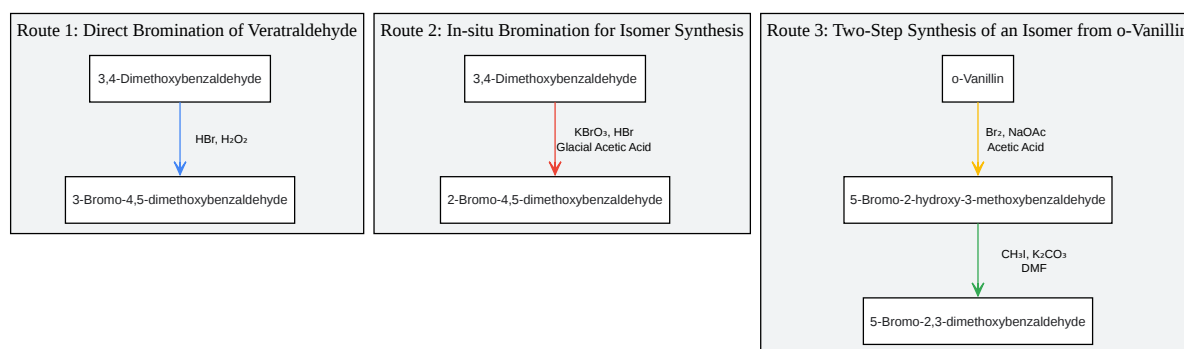 Route 1: Direct Bromination of Veratraldehyde
3,4-Dimethoxybenzaldehyde
HBr, H₂O₂
3-Bromo-4,5-dimethoxybenzaldehyde
Route 2: In-situ Bromination for Isomer Synthesis
3,4-Dimethoxybenzaldehyde
KBrO₃, HBr
Glacial Acetic Acid
2-Bromo-4,5-dimethoxybenzaldehyde
Route 3: Two-Step Synthesis of an Isomer from o-Vanillin
o-Vanillin
Br₂, NaOAc
Acetic Acid
5-Bromo-2-hydroxy-3-methoxybenzaldehyde
CH₃I, K₂CO₃
DMF
5-Bromo-2,3-dimethoxybenzaldehyde